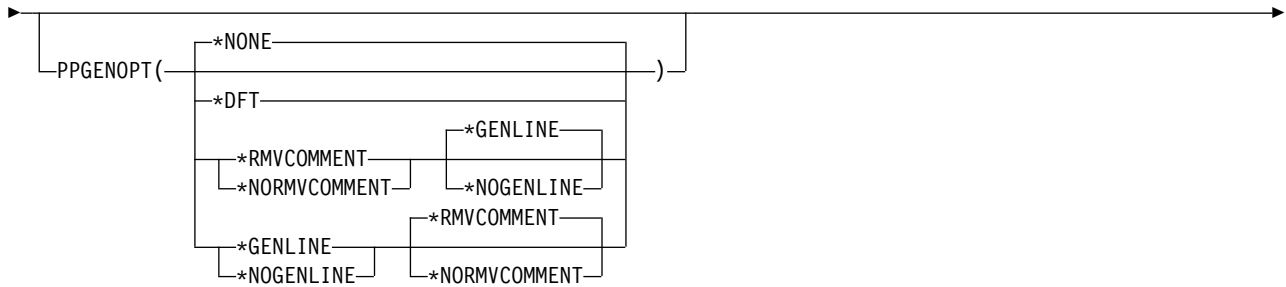 *NONE
PPGENOPT( )
*DFT
*GENLINE
*RMVCOMMENT
*NORMVCOMMENT *NOGENLINE
*RMVCOMMENT
*GENLINE
*NOGENLINE *NORMVCOMMENT